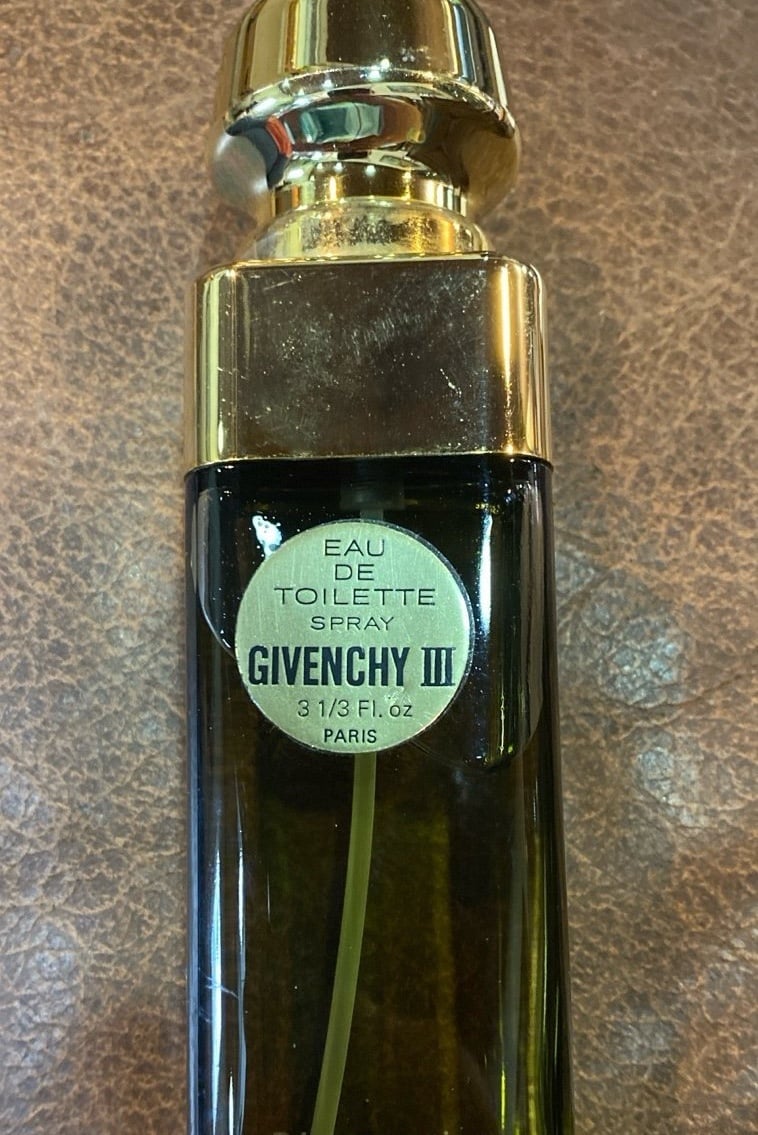 EAU
DE
TOILETTE
SPRAY
GIVENCHY III
3 1/3 Fl. oz
PARIS